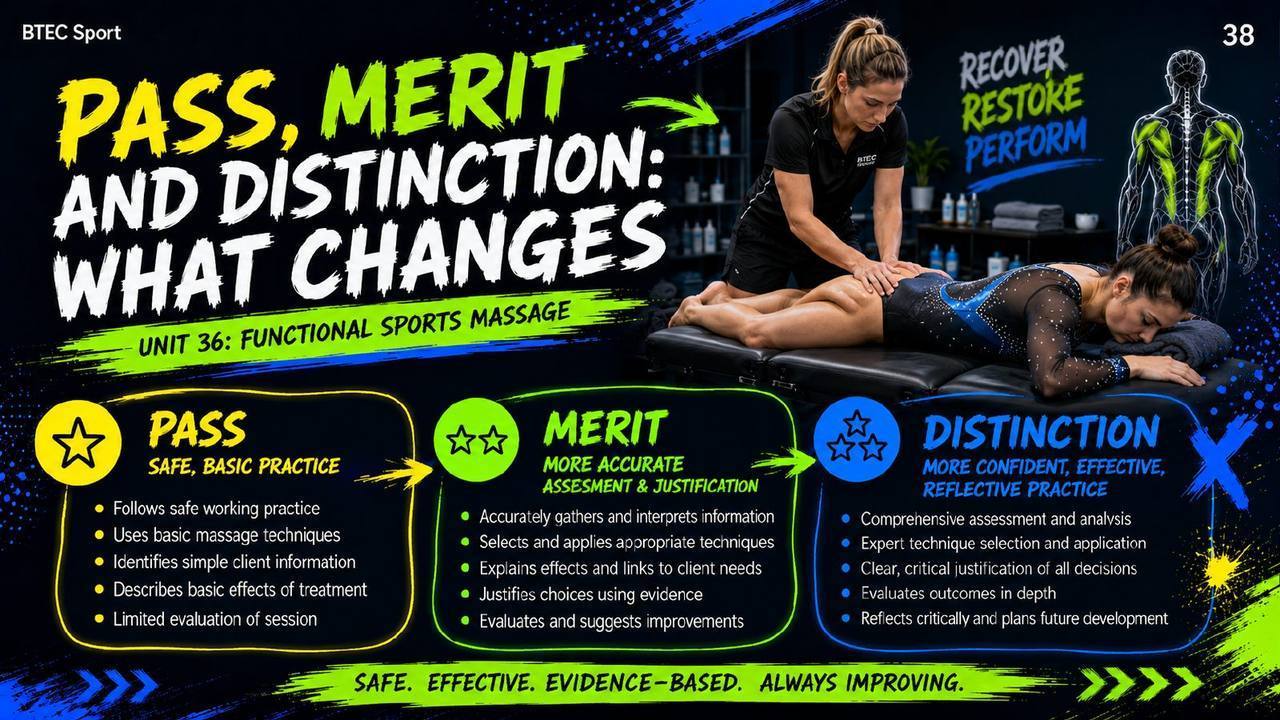 BTEC Sport
38
PASS, MERIT
AND DISTINCTION:
WHAT CHANGES
UNIT 36: FUNCTIONAL SPORTS MASSAGE
RECOVER
RESTORE
PERFORM
BTEC
PASS
SAFE, BASIC PRACTICE
Follows safe working practice
Uses basic massage techniques
Identifies simple client information
Describes basic effects of treatment
Limited evaluation of session
MERIT
MORE ACCURATE
ASSESMENT & JUSTIFICATION
Accurately gathers and interprets information
Selects and applies appropriate techniques
Explains effects and links to client needs
Justifies choices using evidence
Evaluates and suggests improvements
DISTINCTION
MORE CONFIDENT, EFFECTIVE,
REFLECTIVE PRACTICE
Comprehensive assessment and analysis
Expert technique selection and application
Clear, critical justification of all decisions
Evaluates outcomes in depth
Reflects critically and plans future development
SAFE. EFFECTIVE. EVIDENCE-BASED. ALWAYS IMPROVING.